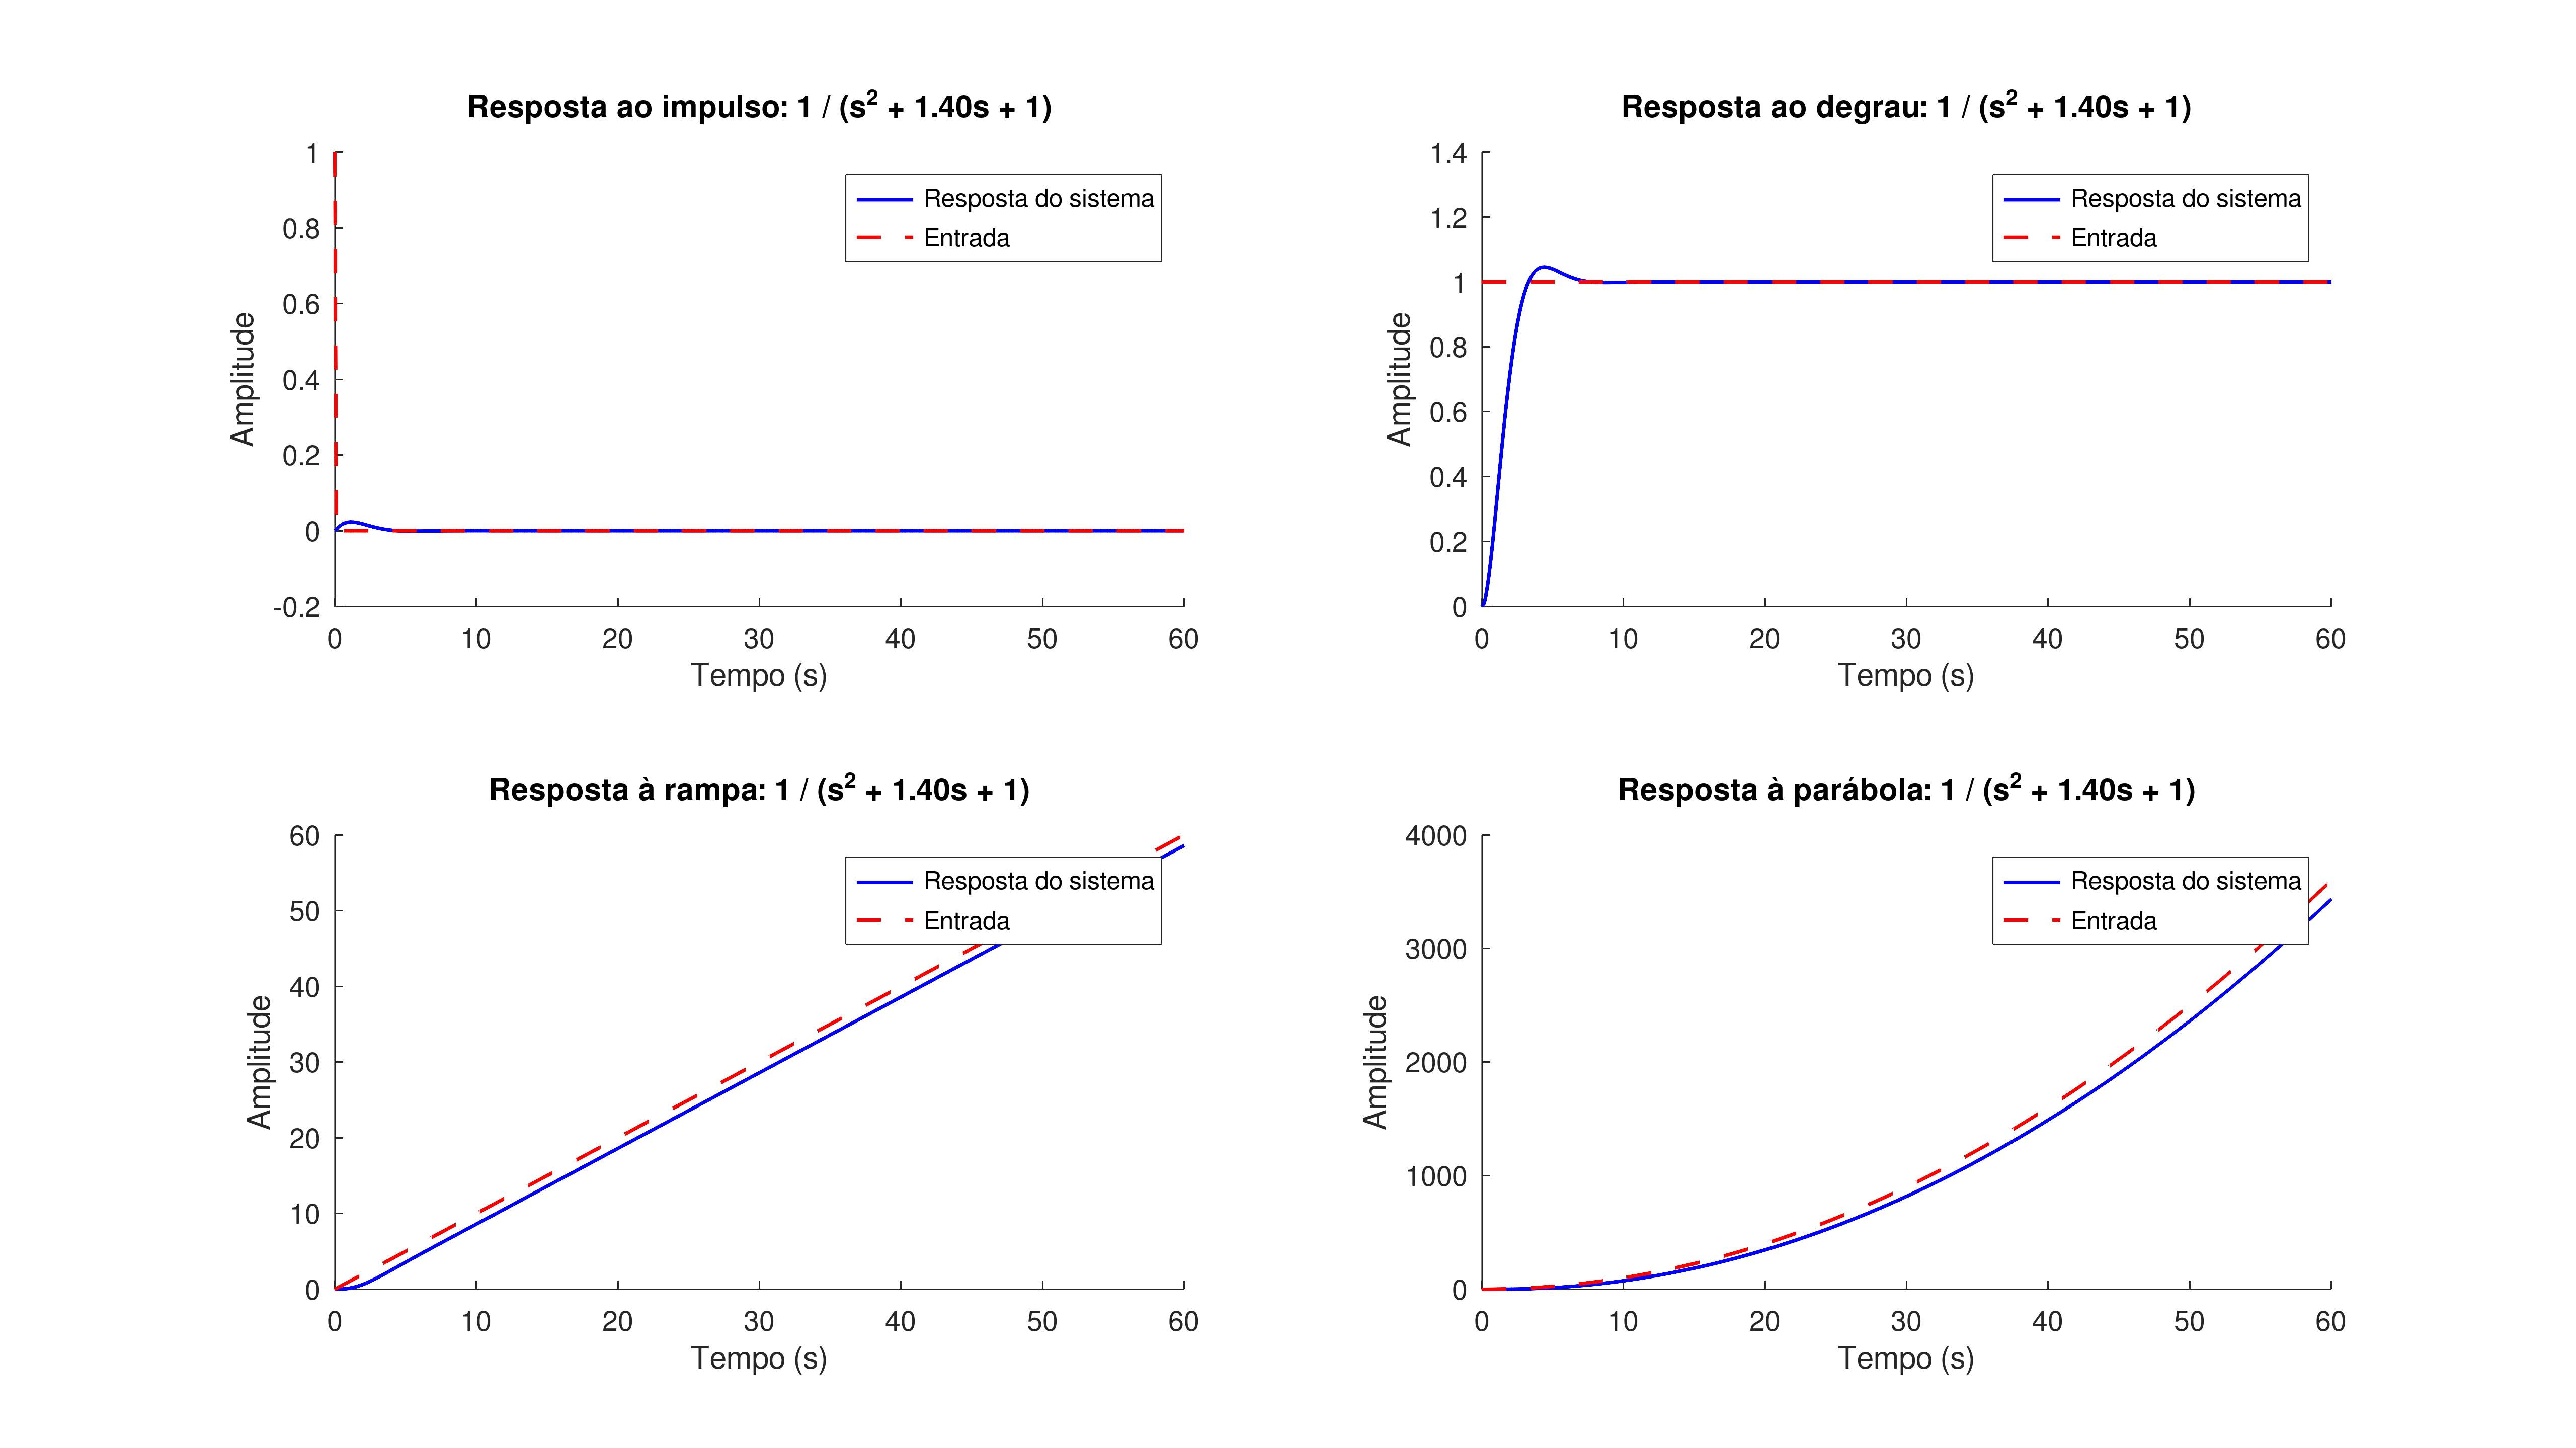 Resposta ao impulso: 1 / (s² + 1.40s + 1)
1
0.8
0.6
0.4
0.2
0
-0.2
Amplitude
Resposta do sistema
Entrada
0 10 20 30 40 50 60
Tempo (s)
Resposta ao degrau: 1 / (s² + 1.40s + 1)
1.4
1.2
1
0.8
0.6
0.4
0.2
0
Amplitude
Resposta do sistema
Entrada
0 10 20 30 40 50 60
Tempo (s)
Resposta à rampa: 1 / (s² + 1.40s + 1)
60
50
40
30
20
10
0
Amplitude
Resposta do sistema
Entrada
0 10 20 30 40 50 60
Tempo (s)
Resposta à parábola: 1 / (s² + 1.40s + 1)
4000
3000
2000
1000
0
Amplitude
Resposta do sistema
Entrada
0 10 20 30 40 50 60
Tempo (s)